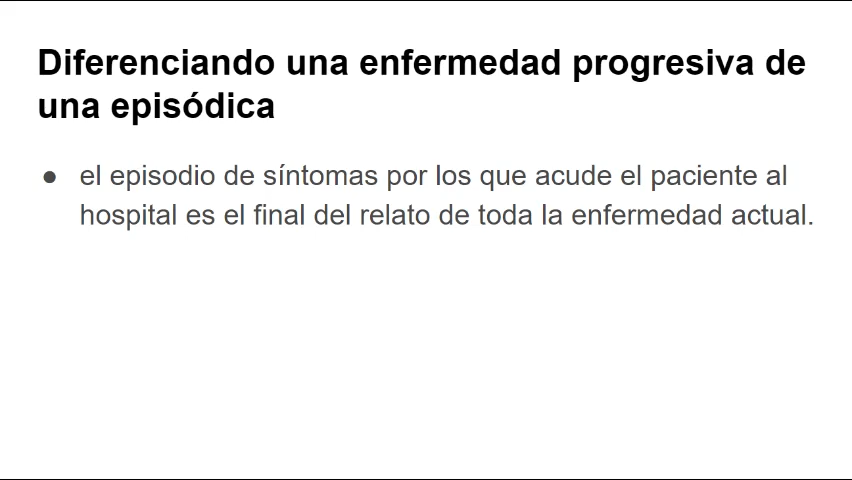 Diferenciando una enfermedad progresiva de
una episódica
● el episodio de síntomas por los que acude el paciente al
hospital es el final del relato de toda la enfermedad actual.